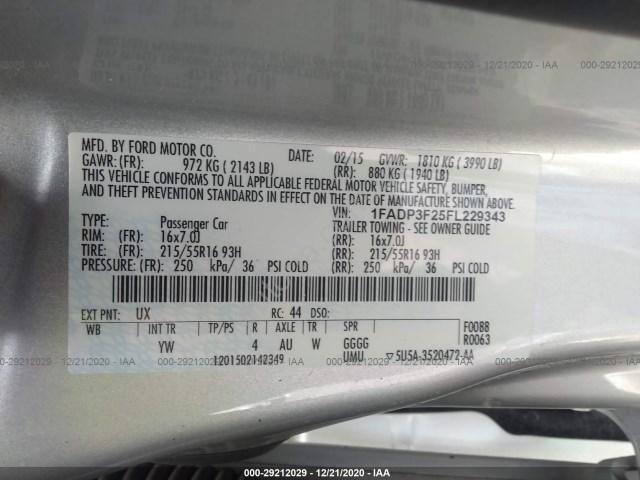 000-29212029 - 12/21/2020 - IAA
MFD. BY FORD MOTOR CO. DATE: 02/15 GVWR: 1810 KG ( 3990 LB)
GAWR: (FR): 972 KG ( 2143 LB) (RR): 880 KG ( 1940 LB)
THIS VEHICLE CONFORMS TO ALL APPLICABLE FEDERAL MOTOR VEHICLE SAFETY, BUMPER,
AND THEFT PREVENTION STANDARDS IN EFFECT ON THE DATE OF MANUFACTURE SHOWN ABOVE.
VIN: 1FADP3F25FL229343
TYPE: Passenger Car TRAILER TOWING - SEE OWNER GUIDE
RIM: (FR): 16x7.0J (RR): 16x7.0J
TIRE: (FR): 215/55R16 93H (RR): 215/55R16 93H
PRESSURE: (FR): 250 kPa/ 36 PSI COLD (RR): 250 kPa/ 36 PSI COLD
EXT PNT: UX RC: 44 DSO: F0088
WB INT TR TP/PS R AXLE TR SPR R0063
YW 4 AU W GGGG
1201502142349 UMU ▽ 5U5A-3520472-AA
000-29212029 - 12/21/2020 - IAA